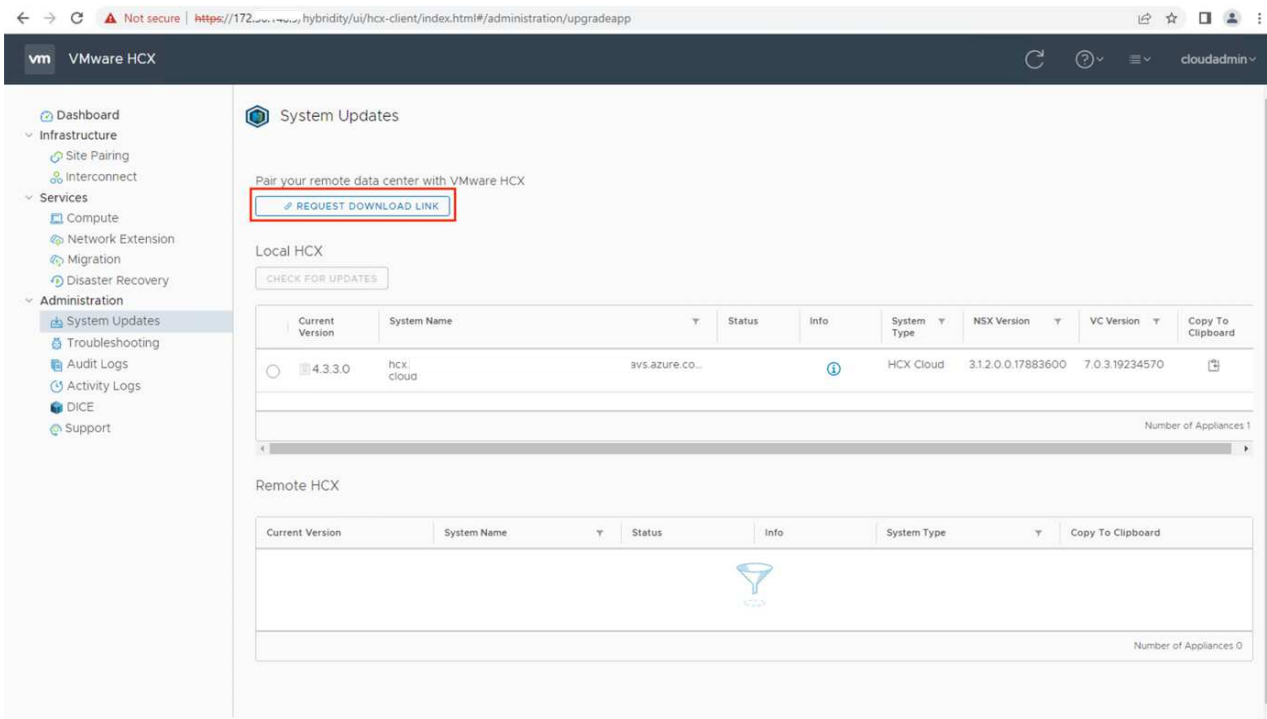 Not secure | https://172. hybridity/ui/hcx-client/index.html#/administration/upgradeapp
vm VMware HCX
cloudadmin
Dashboard
Infrastructure
Site Pairing
Interconnect
Services
Compute
Network Extension
Migration
Disaster Recovery
Administration
System Updates
Troubleshooting
Audit Logs
Activity Logs
DICE
Support
System Updates
Pair your remote data center with VMware HCX
REQUEST DOWNLOAD LINK
Local HCX
CHECK FOR UPDATES
Current Version System Name Status Info System Type NSX Version VC Version Copy To Clipboard
4.3.3.0 hcx. cloud avs.azure.co... HCX Cloud 3.1.2.0.0.17883600 7.0.3.19234570
Number of Appliances 1
Remote HCX
Current Version System Name Status Info System Type Copy To Clipboard
Number of Appliances 0